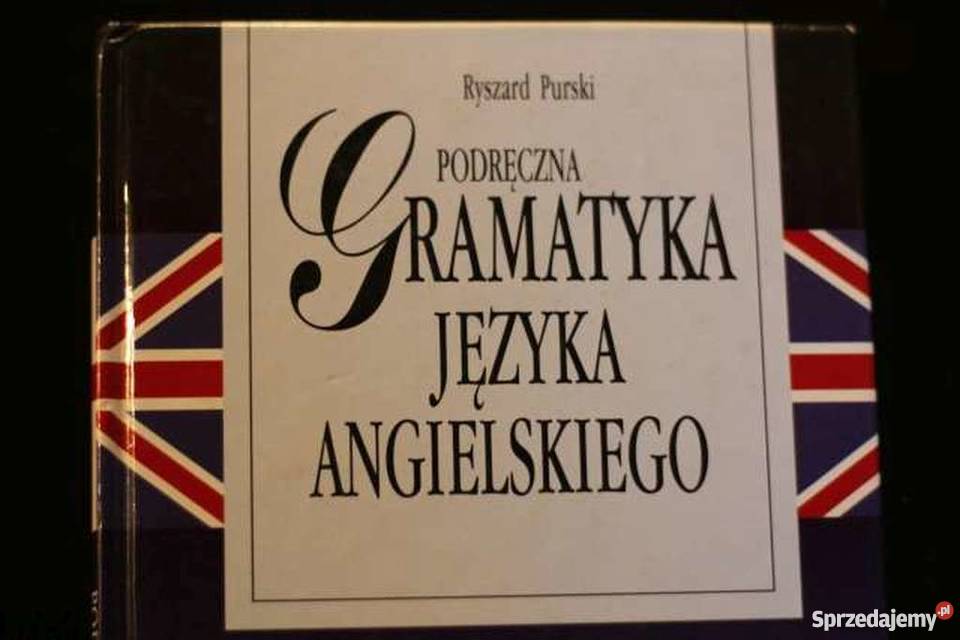 Ryszard Purski
PODRĘCZNA
GRAMATYKA
JĘZYKA
ANGIELSKIEGO
Sprzedajemy.pl